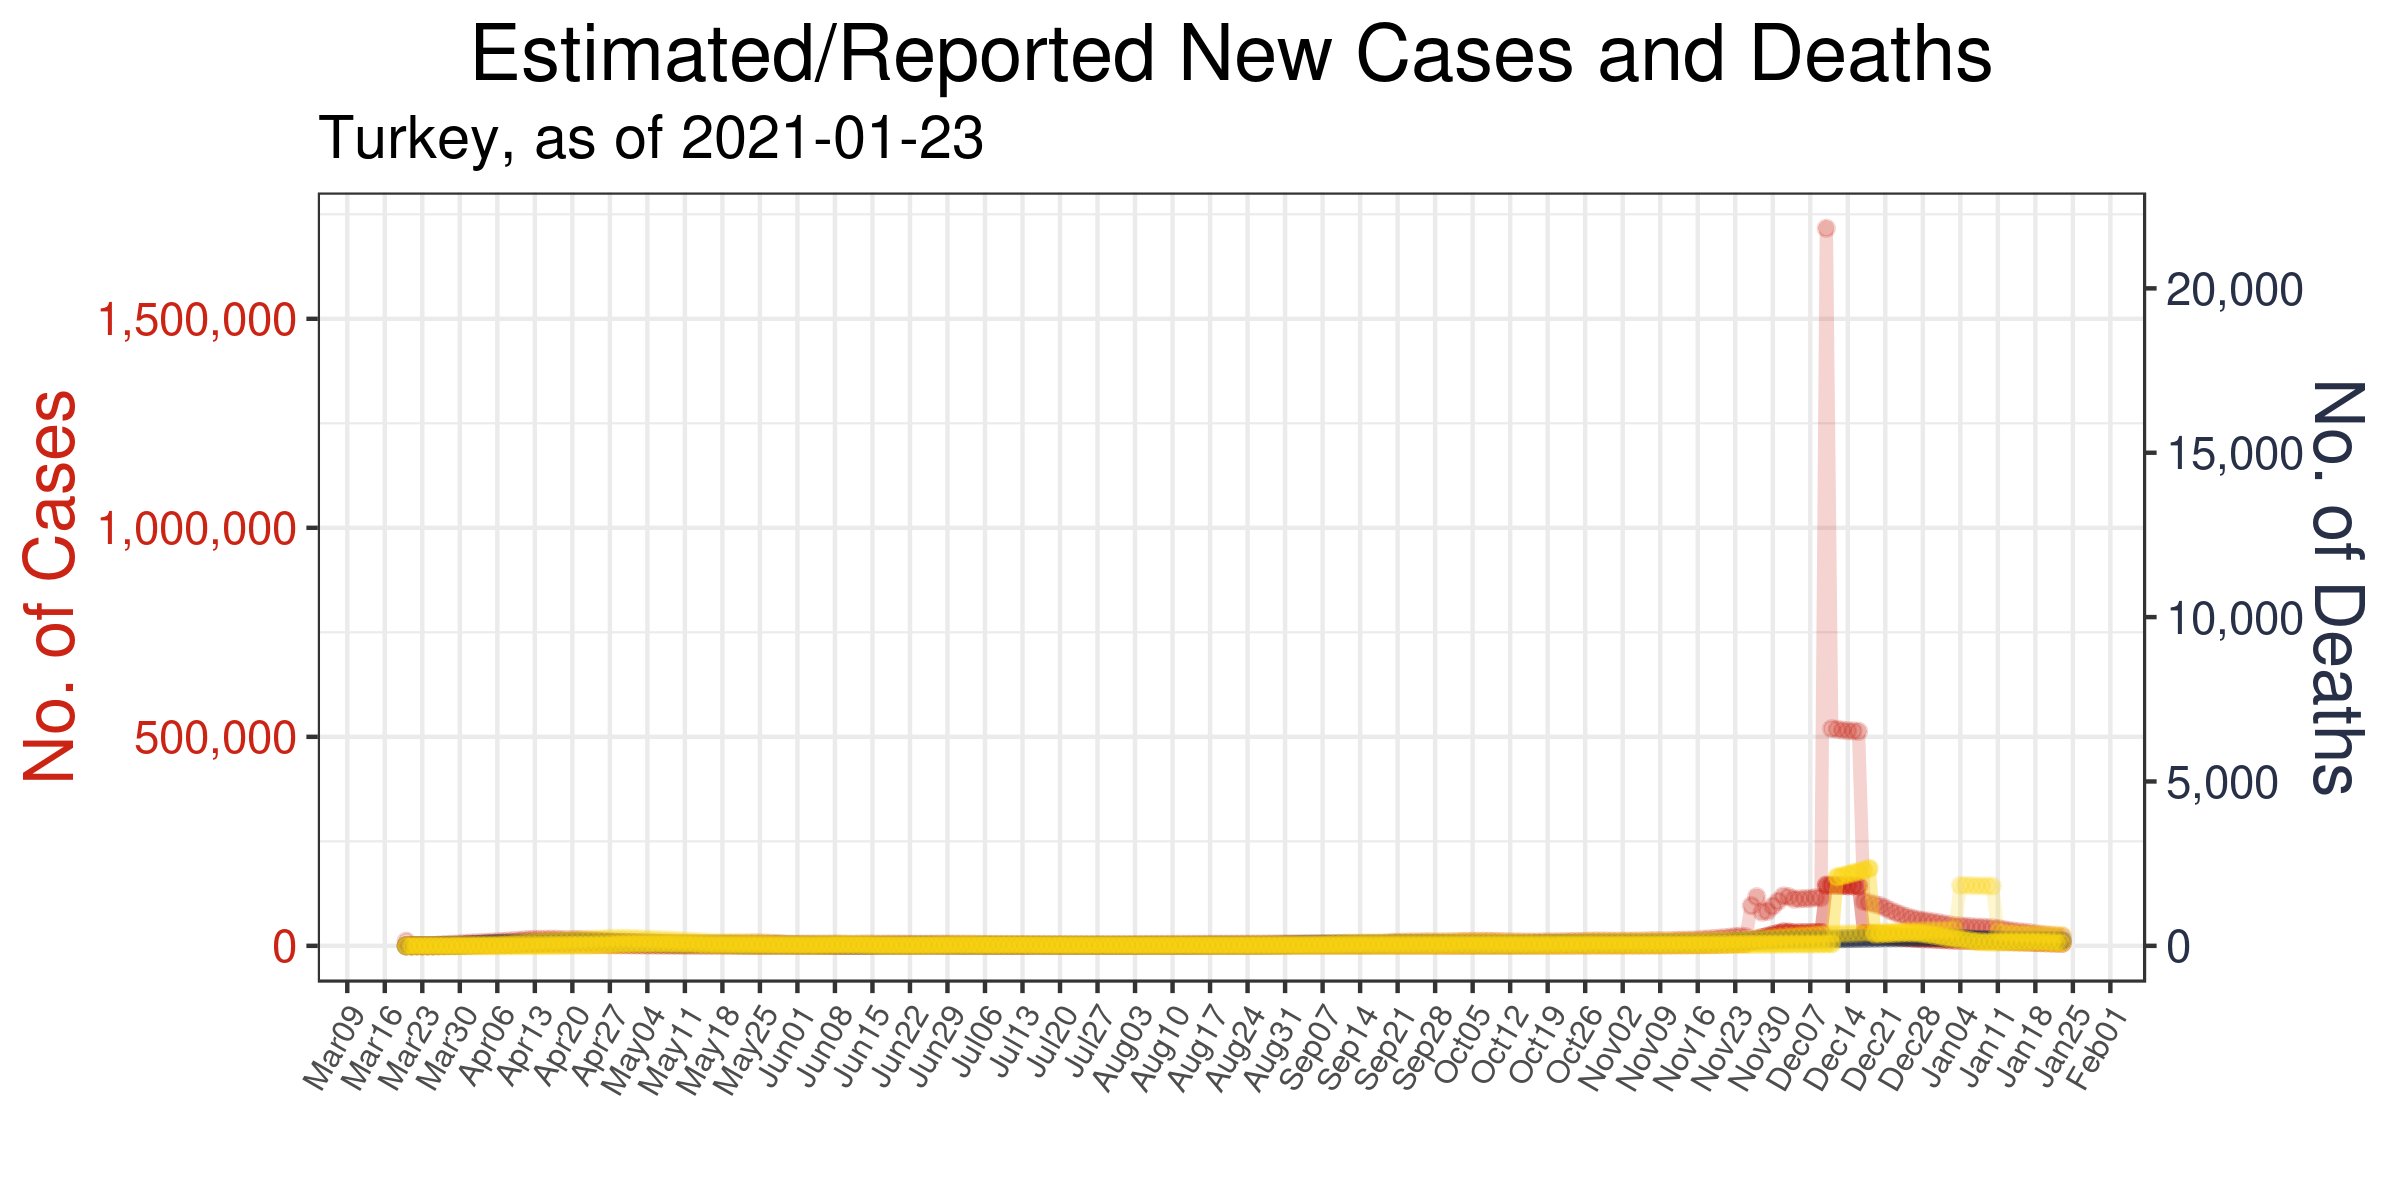 Estimated/Reported New Cases and Deaths
Turkey, as of 2021-01-23
No. of Cases
1,500,000
1,000,000
500,000
0
20,000
15,000
10,000
5,000
0
No. of Deaths
Mar09
Mar16
Mar23
Mar30
Apr06
Apr13
Apr20
Apr27
May04
May11
May18
May25
Jun01
Jun08
Jun15
Jun22
Jun29
Jul06
Jul13
Jul20
Jul27
Aug03
Aug10
Aug17
Aug24
Aug31
Sep07
Sep14
Sep21
Sep28
Oct05
Oct12
Oct19
Oct26
Nov02
Nov09
Nov16
Nov23
Nov30
Dec07
Dec14
Dec21
Dec28
Jan04
Jan11
Jan18
Jan25
Feb01